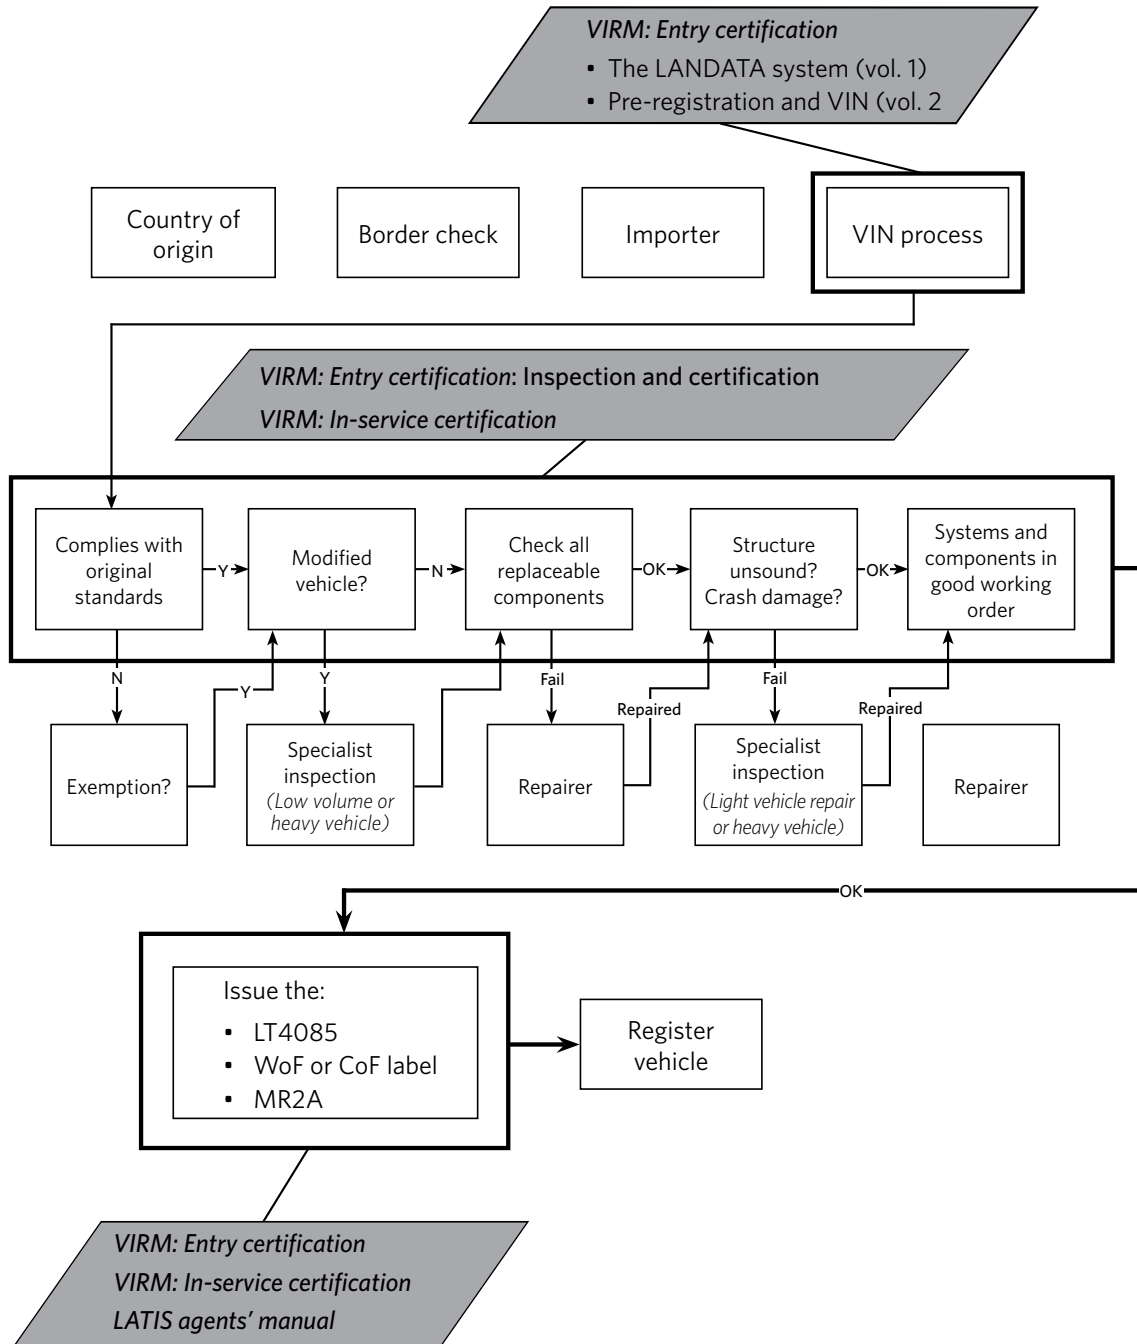 VIRM: Entry certification
• The LANDATA system (vol. 1)
• Pre-registration and VIN (vol. 2
Country of
origin
Border check
Importer
VIN process
VIRM: Entry certification: Inspection and certification
VIRM: In-service certification
Complies with
original
standards
Y
Modified
vehicle?
N
Check all
replaceable
components
OK
Structure
unsound?
Crash damage?
OK
Systems and
components in
good working
order
N
Y
Y
Fail
Repaired
Fail
Repaired
Exemption?
Specialist
inspection
(Low volume or
heavy vehicle)
Repairer
Specialist
inspection
(Light vehicle repair
or heavy vehicle)
Repairer
OK
Issue the:
• LT4085
• WoF or CoF label
• MR2A
Register
vehicle
VIRM: Entry certification
VIRM: In-service certification
LATIS agents' manual